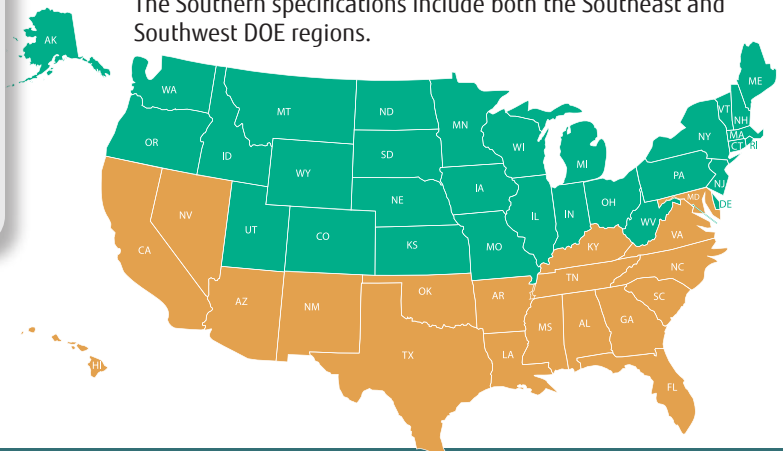 The Southern specifications include both the Southeast and
Southwest DOE regions.
AK
WA
MT
ND
MN
ME
VT
NH
OR
ID
WY
SD
WI
MI
NY
MA
CT
RI
NE
IA
PA
NJ
NV
UT
CO
IL
IN
OH
WV
MD
DE
CA
KS
MO
KY
VA
AZ
NM
OK
AR
TN
NC
SC
TX
LA
MS
AL
GA
HI
FL